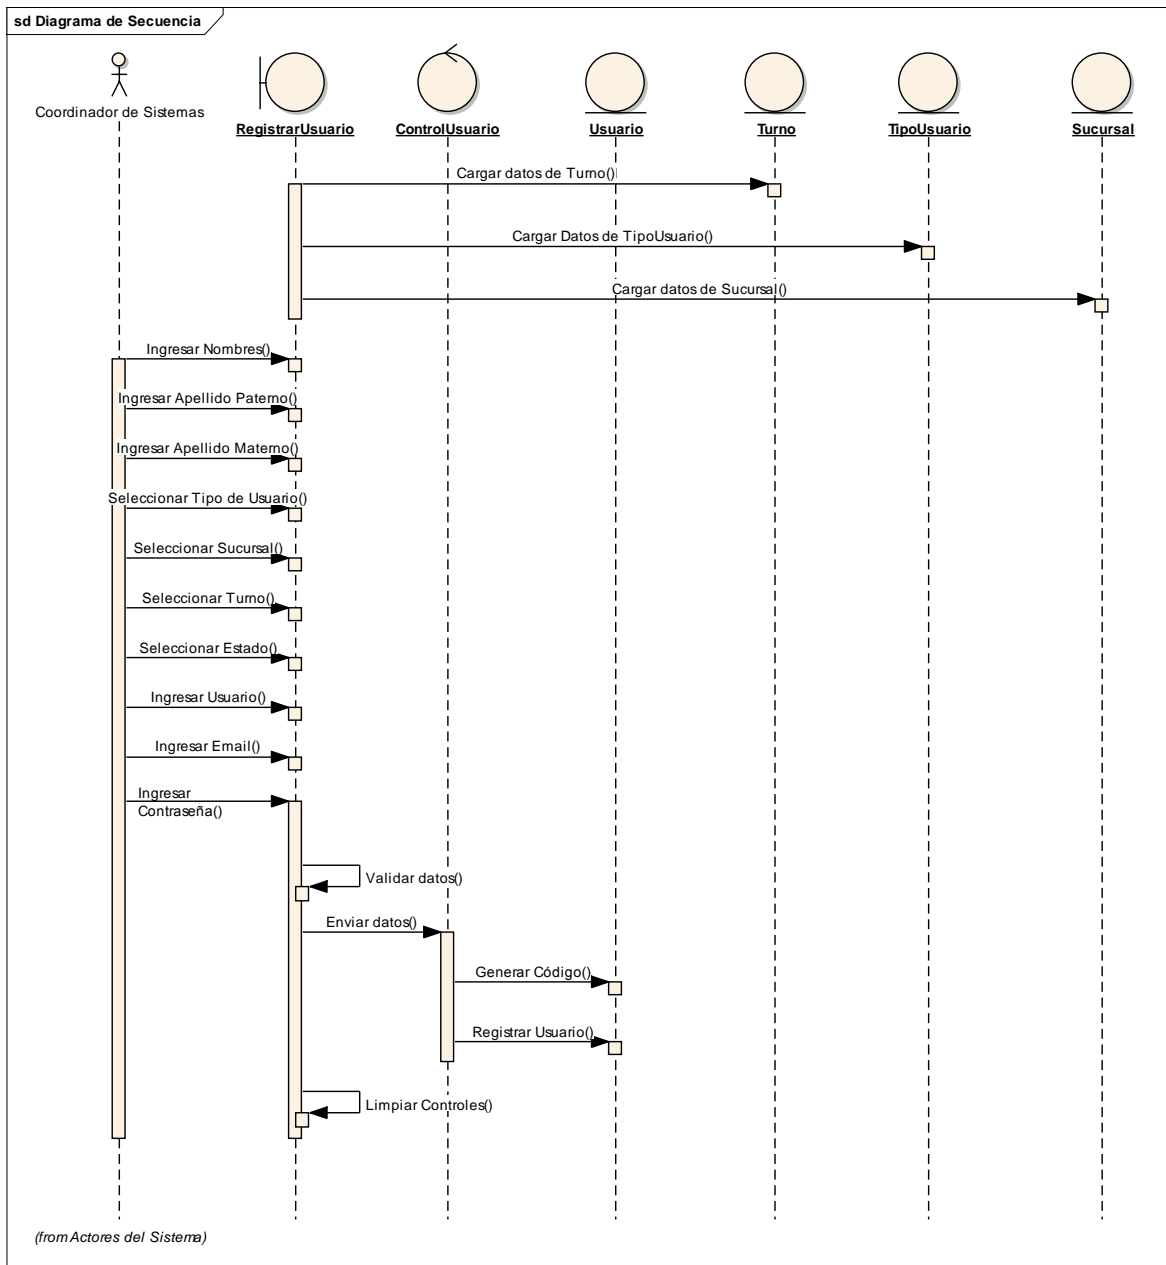 sd Diagrama de Secuencia
Coordinador de Sistemas
RegistrarUsuario
ControlUsuario
Usuario
Turno
TipoUsuario
Sucursal
Cargar datos de Turno()
Cargar Datos de TipoUsuario()
Cargar datos de Sucursal()
Ingresar Nombres()
Ingresar Apellido Paterno()
Ingresar Apellido Materno()
Seleccionar Tipo de Usuario()
Seleccionar Sucursal()
Seleccionar Turno()
Seleccionar Estado()
Ingresar Usuario()
Ingresar Email()
Ingresar
Contraseña()
Validar datos()
Enviar datos()
Generar Código()
Registrar Usuario()
Limpiar Controles()
(from Actores del Sistema)